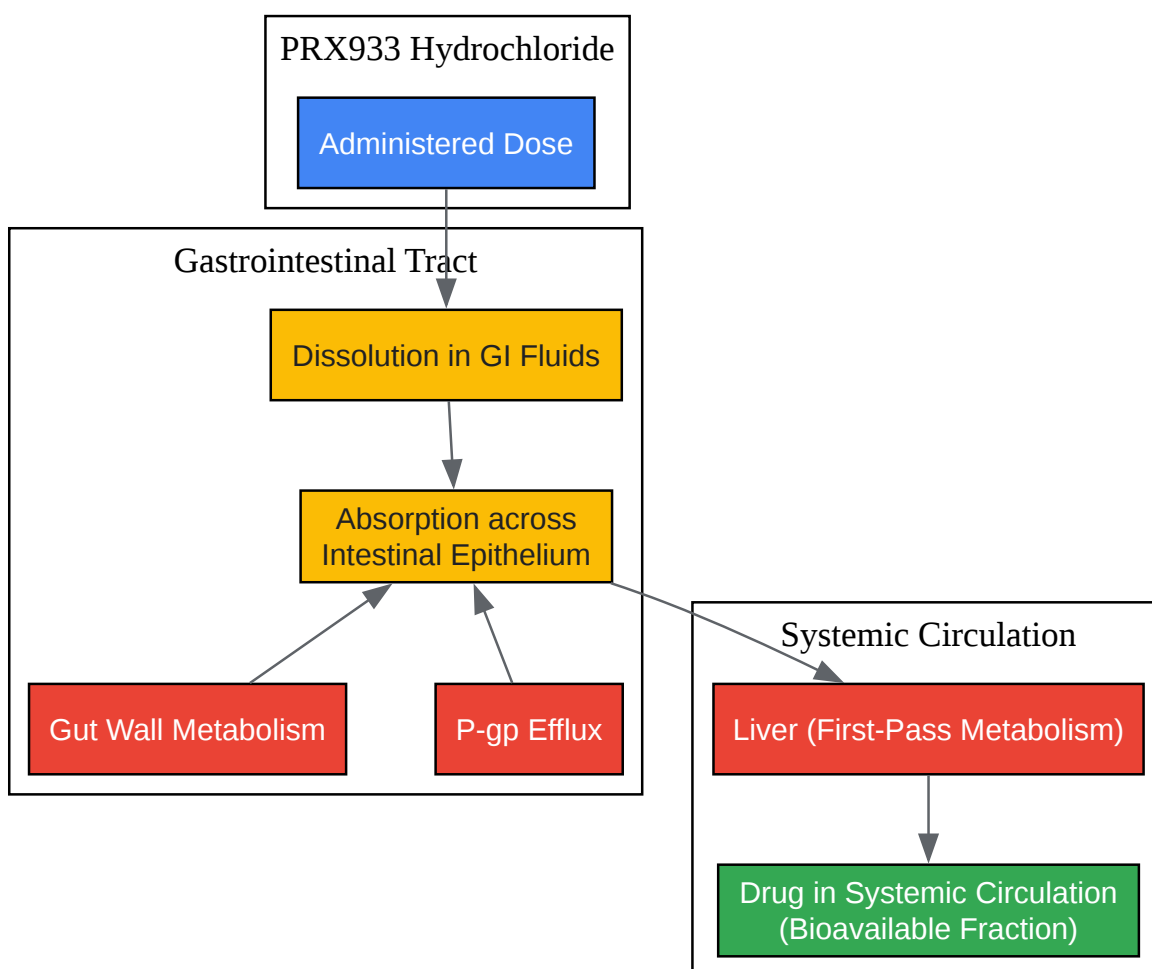 PRX933 Hydrochloride
Administered Dose
Gastrointestinal Tract
Dissolution in GI Fluids
Absorption across
Intestinal Epithelium
Gut Wall Metabolism
P-gp Efflux
Systemic Circulation
Liver (First-Pass Metabolism)
Drug in Systemic Circulation
(Bioavailable Fraction)